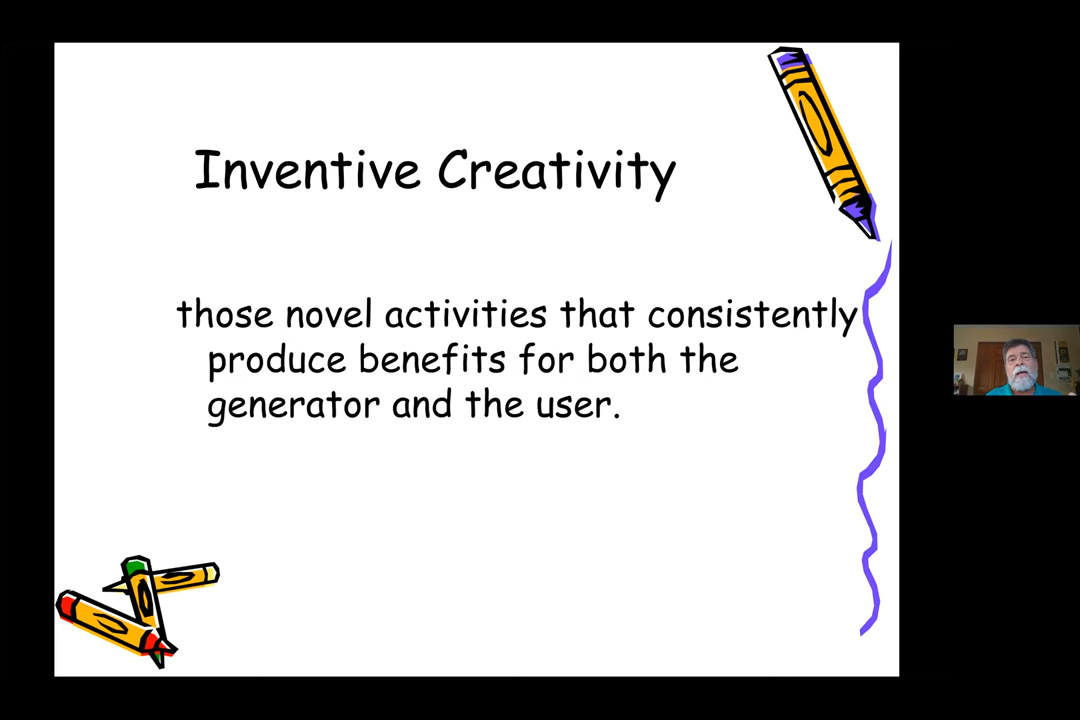 Inventive Creativity
those novel activities that consistently
produce benefits for both the
generator and the user.